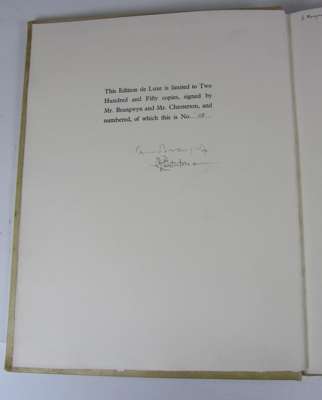 This Edition de Luxe is limited to Two
Hundred and Fifty copies, signed by
Mr. Brangwyn and Mr. Chesterton, and
numbered, of which this is No.